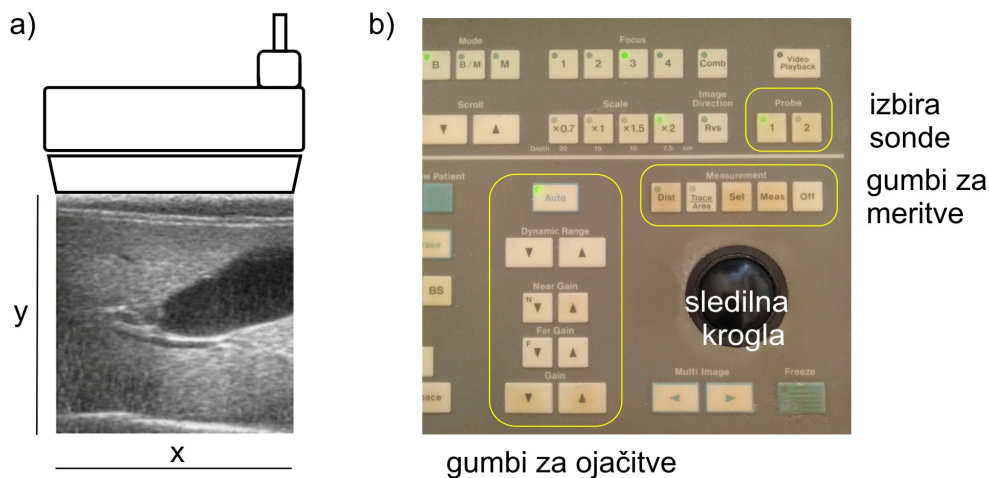 a)
y
x
b)
Mode
Focus
B
B/M
M
1
2
3
4
Comb
Video
Playback
Scroll
Scale
Image
Direction
Probe
▼
▲
×0.7
×1
×1.5
×2
Rvs
1
2
Depth 20 15 10 7.5 cm
izbira
sonde
Patient
Auto
Measurement
Dist
Trace
Area
Set
Meas
Off
gumbi za
meritve
Dynamic Range
▼
▲
BS
Near Gain
N
▼
▲
Far Gain
F
▼
▲
Gain
▼
▲
sledilna
krogla
Multi Image
Freeze
◄
►
gumbi za ojačitve